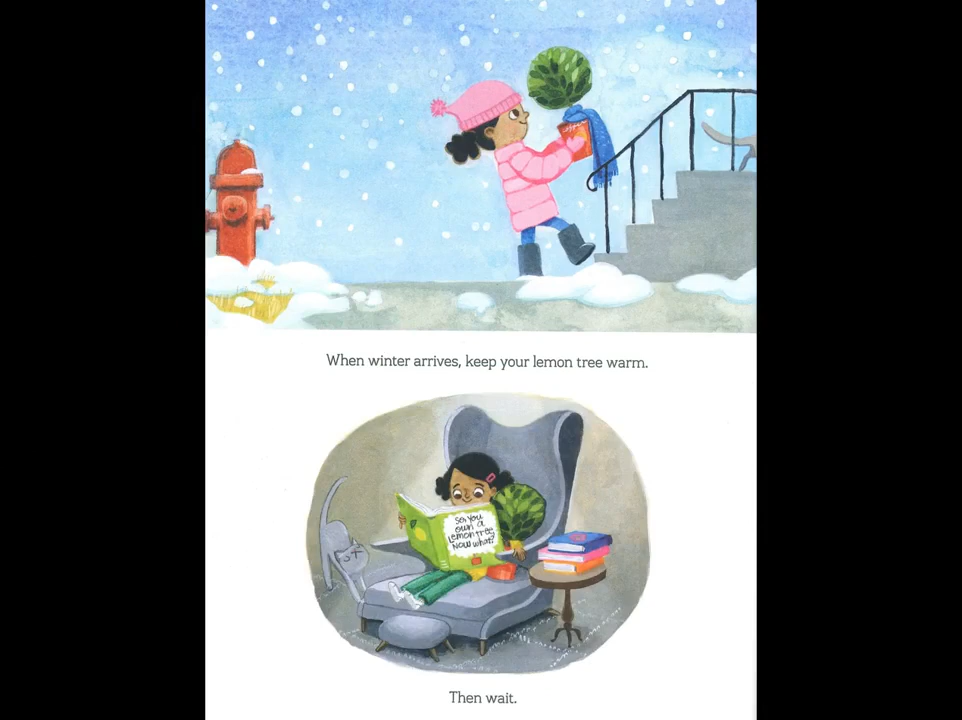 When winter arrives, keep your lemon tree warm.
So, You
own a
Lemon tree
Now what?
Then wait.